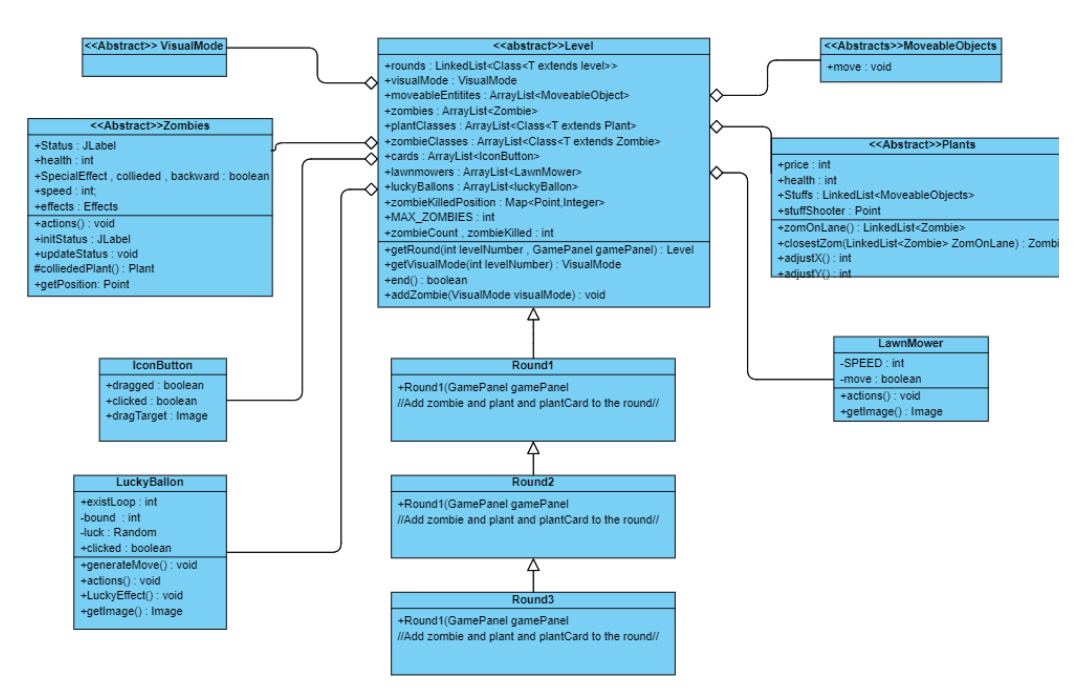 <<Abstract>> VisualMode
<<abstract>>Level
+rounds : LinkedList<Class<T extends level>>
+visualMode : VisualMode
+moveableEntitites : ArrayList<MoveableObject>
+zombies : ArrayList<Zombie>
+plantClasses : ArrayList<Class<T extends Plant>
+zombieClasses : ArrayList<Class<T extends Zombie>
+cards : ArrayList<IconButton>
+lawnmowers : ArrayList<LawnMower>
+luckyBallons : ArrayList<luckyBallon>
+zombieKilledPosition : Map<Point,Integer>
+MAX_ZOMBIES : int
+zombieCount , zombieKilled : int
+getRound(int levelNumber , GamePanel gamePanel) : Level
+getVisualMode(int levelNumber) : VisualMode
+end() : boolean
+addZombie(VisualMode visualMode) : void
<<Abstracts>>MoveableObjects
+move : void
<<Abstract>>Zombies
+Status : JLabel
+health : int
+SpecialEffect , collieded , backward : boolean
+speed : int;
+effects : Effects
+actions() : void
+initStatus : JLabel
+updateStatus : void
#colliededPlant() : Plant
+getPosition: Point
<<Abstract>>Plants
+price : int
+health : int
+Stuffs : LinkedList<MoveableObjects>
+stuffShooter : Point
+zomOnLane() : LinkedList<Zombie>
+closestZom(LinkedList<Zombie> ZomOnLane) : Zombi
+adjustX() : int
+adjustY() : int
IconButton
+dragged : boolean
+clicked : boolean
+dragTarget : Image
Round1
+Round1(GamePanel gamePanel
//Add zombie and plant and plantCard to the round//
LawnMower
-SPEED : int
-move : boolean
+actions() : void
+getImage() : Image
LuckyBallon
+existLoop : int
-bound : int
-luck : Random
+clicked : boolean
+generateMove() : void
+actions() : void
+LuckyEffect() : void
+getImage() : Image
Round2
+Round1(GamePanel gamePanel
//Add zombie and plant and plantCard to the round//
Round3
+Round1(GamePanel gamePanel
//Add zombie and plant and plantCard to the round//